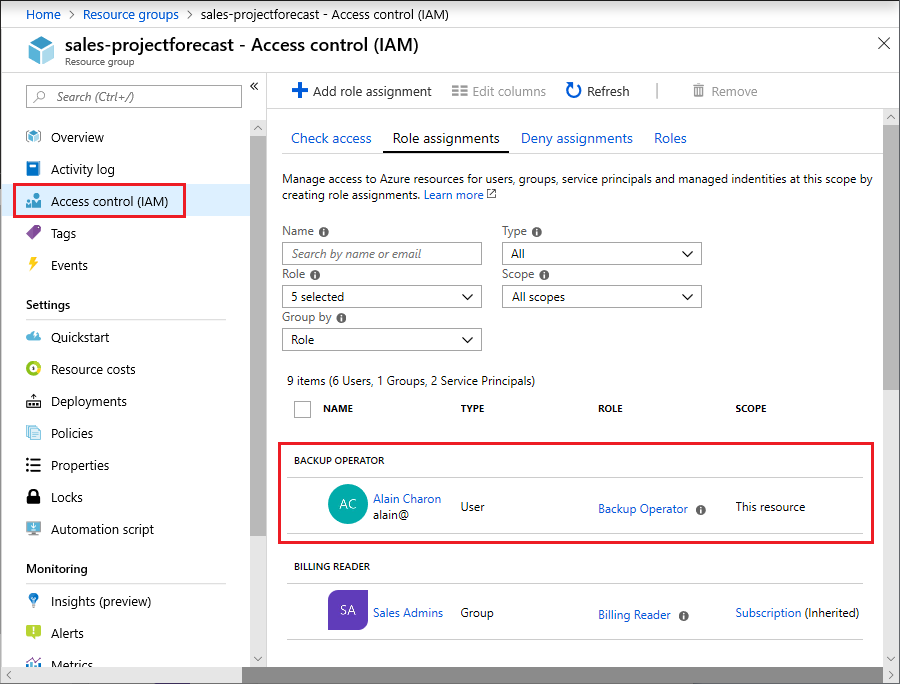 Home > Resource groups > sales-projectforecast - Access control (IAM)
sales-projectforecast - Access control (IAM)
Resource group
Search (Ctrl+/)
Overview
Activity log
Access control (IAM)
Tags
Events
Settings
Quickstart
Resource costs
Deployments
Policies
Properties
Locks
Automation script
Monitoring
Insights (preview)
Alerts
Metrics
Add role assignment Edit columns Refresh Remove
Check access Role assignments Deny assignments Roles
Manage access to Azure resources for users, groups, service principals and managed indentities at this scope by
creating role assignments. Learn more
Name Type
Search by name or email All
Role Scope
5 selected All scopes
Group by
Role
9 items (6 Users, 1 Groups, 2 Service Principals)
NAME TYPE ROLE SCOPE
BACKUP OPERATOR
AC Alain Charon User Backup Operator This resource
alain@
BILLING READER
SA Sales Admins Group Billing Reader Subscription (Inherited)